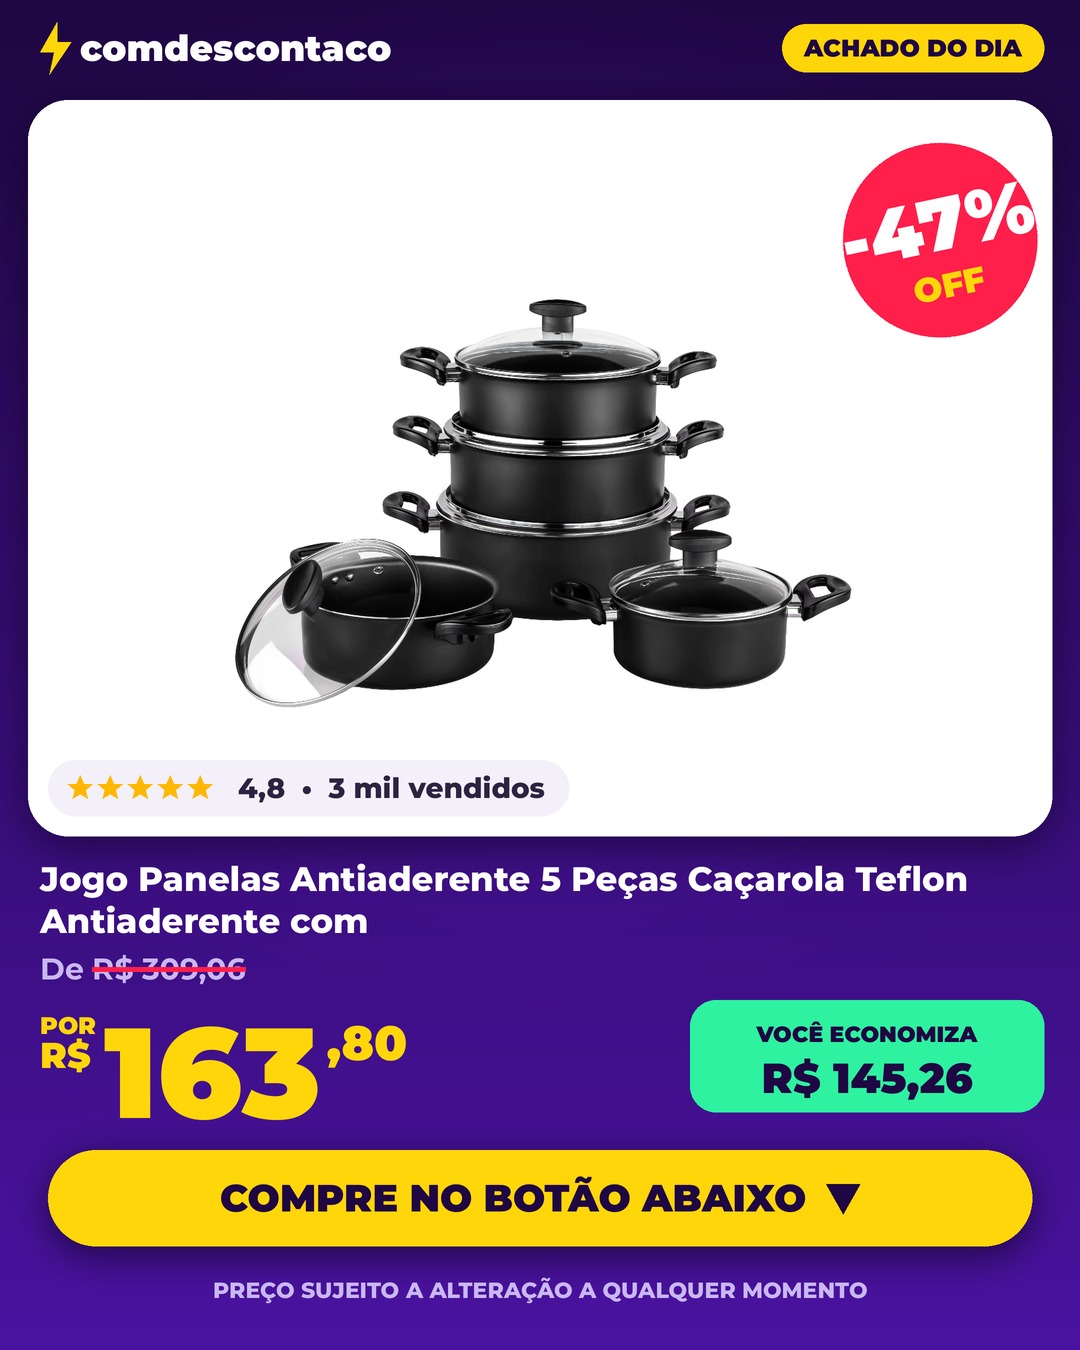 comdescontaco
ACHADO DO DIA
-47%
OFF
4,8 • 3 mil vendidos
Jogo Panelas Antiaderente 5 Peças Caçarola Teflon
Antiaderente com
De R$ 309,06
POR
R$ 163,80
VOCÊ ECONOMIZA
R$ 145,26
COMPRE NO BOTÃO ABAIXO ▼
PREÇO SUJEITO A ALTERAÇÃO A QUALQUER MOMENTO